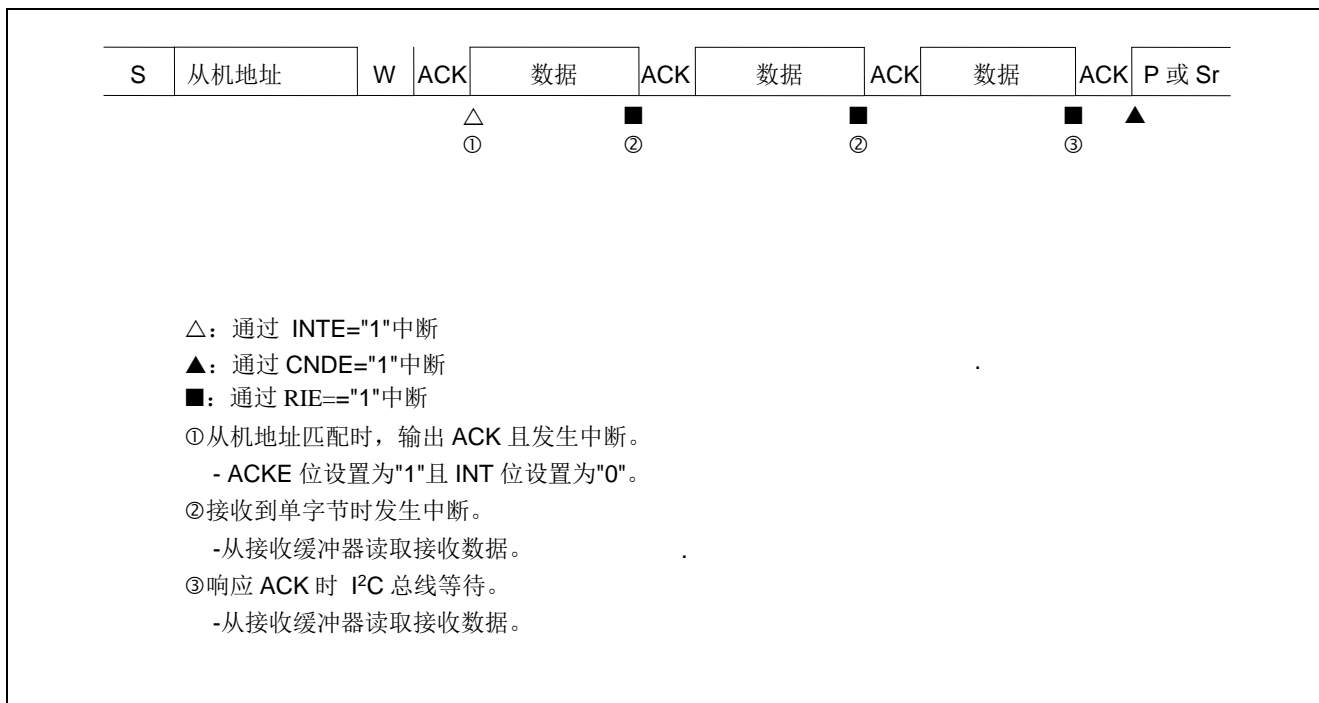 S 从机地址 W ACK 数据 ACK 数据 ACK 数据 ACK P 或 Sr
△ ■ ■ ■ ▲
① ② ② ③
△：通过 INTE="1"中断
▲：通过 CNDE="1"中断 .
■：通过 RIE=="1"中断
①从机地址匹配时，输出 ACK 且发生中断。
- ACKE 位设置为"1"且 INT 位设置为"0"。
②接收到单字节时发生中断。
-从接收缓冲器读取接收数据。 .
③响应 ACK 时 I²C 总线等待。
-从接收缓冲器读取接收数据。